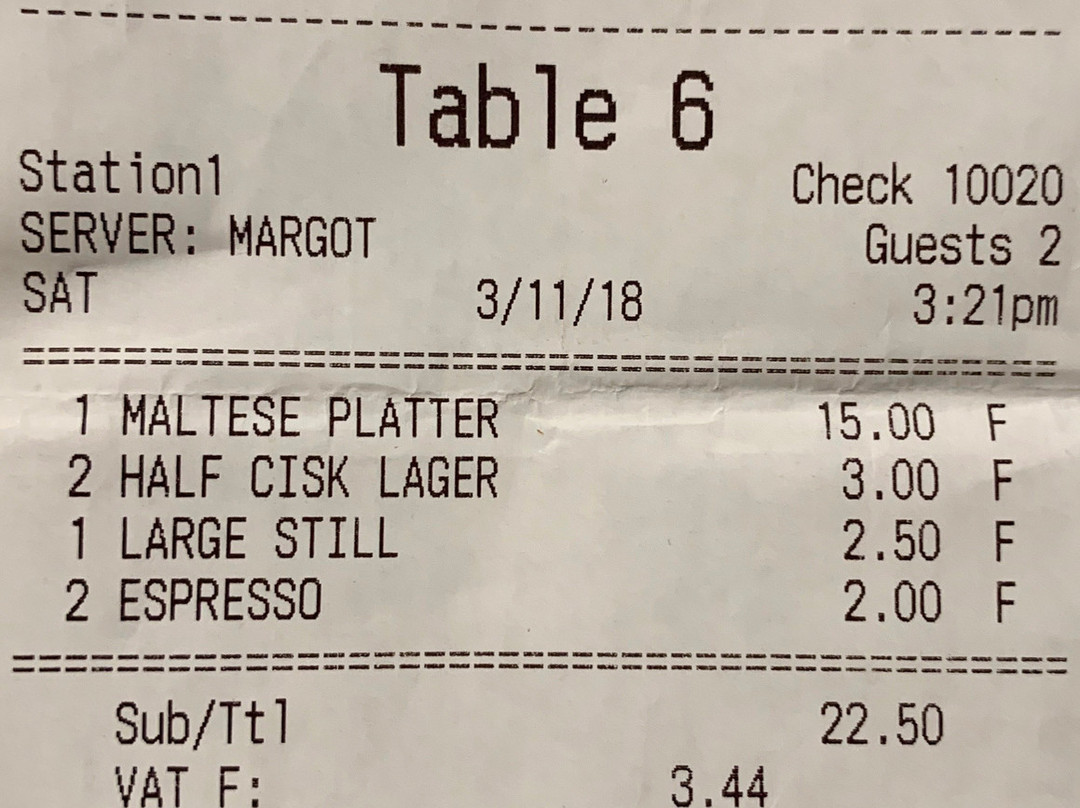 Table 6
Station1 Check 10020
SERVER: MARGOT Guests 2
SAT 3/11/18 3:21pm
1 MALTESE PLATTER 15.00 F
2 HALF CISK LAGER 3.00 F
1 LARGE STILL 2.50 F
2 ESPRESSO 2.00 F
Sub/Ttl 22.50
VAT F: 3.44